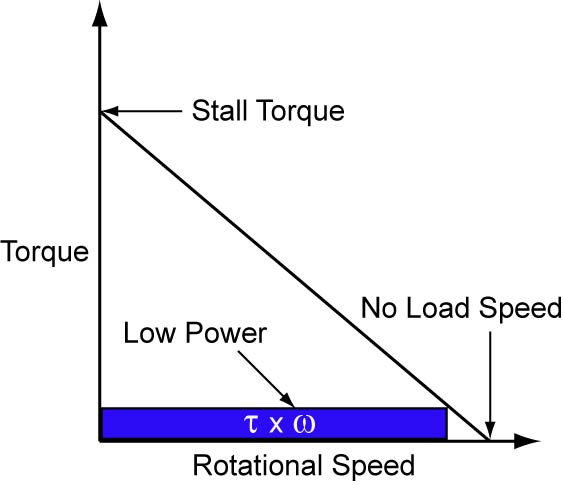 Stall Torque
Torque
No Load Speed
Low Power
τ x ω
Rotational Speed